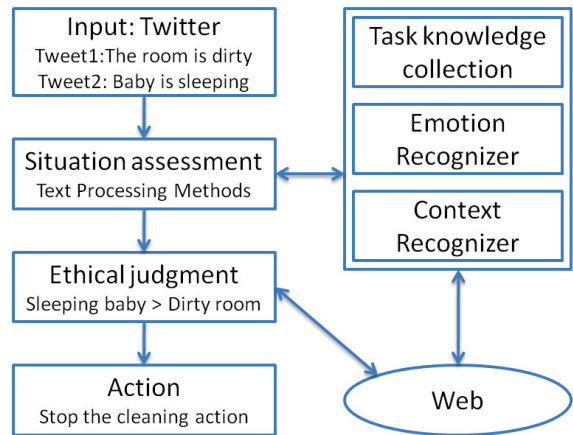 Input: Twitter
Tweet1:The room is dirty
Tweet2: Baby is sleeping
Situation assessment
Text Processing Methods
Ethical judgment
Sleeping baby > Dirty room
Action
Stop the cleaning action
Task knowledge
collection
Emotion
Recognizer
Context
Recognizer
Web